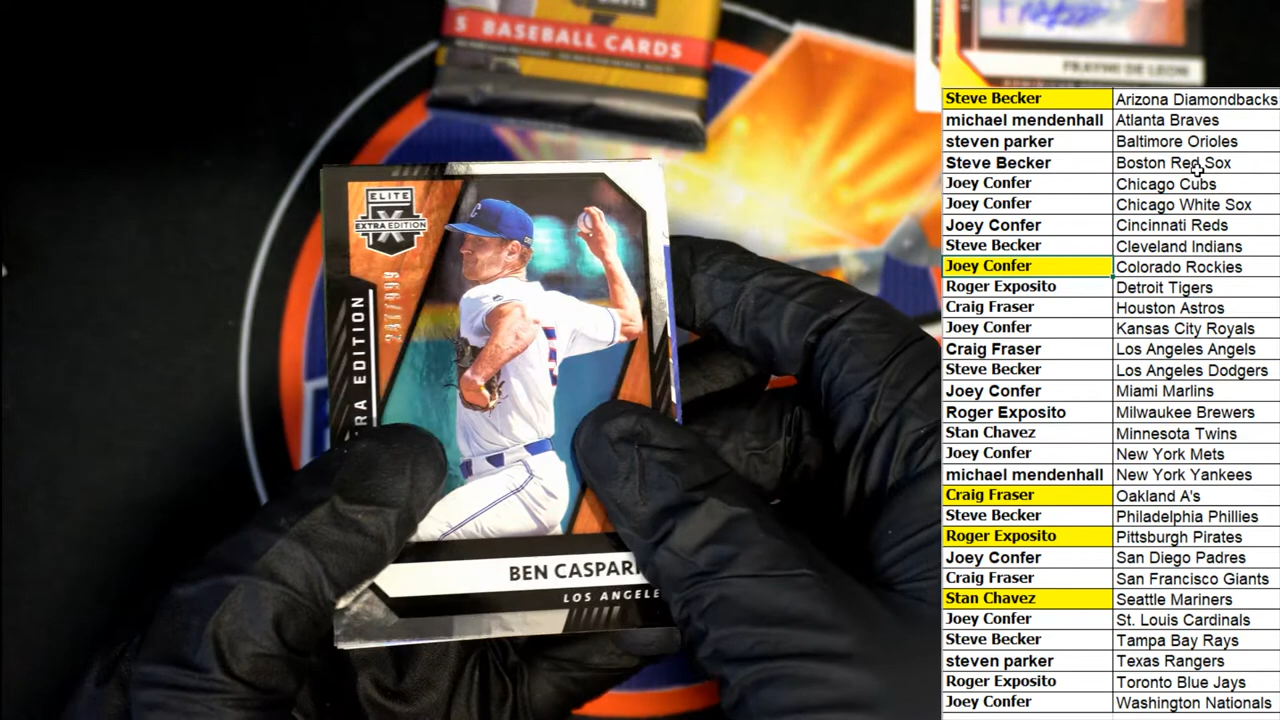 S BASEBALL CARDS
FRAYHI DE LEON
ELITE
X
EXTRA EDITION
247/999
RA EDITION
BEN CASPARI
LOS ANGELE
Steve Becker Arizona Diamondbacks
michael mendenhall Atlanta Braves
steven parker Baltimore Orioles
Steve Becker Boston Red Sox
Joey Confer Chicago Cubs
Joey Confer Chicago White Sox
Joey Confer Cincinnati Reds
Steve Becker Cleveland Indians
Joey Confer Colorado Rockies
Roger Exposito Detroit Tigers
Craig Fraser Houston Astros
Joey Confer Kansas City Royals
Craig Fraser Los Angeles Angels
Steve Becker Los Angeles Dodgers
Joey Confer Miami Marlins
Roger Exposito Milwaukee Brewers
Stan Chavez Minnesota Twins
Joey Confer New York Mets
michael mendenhall New York Yankees
Craig Fraser Oakland A's
Steve Becker Philadelphia Phillies
Roger Exposito Pittsburgh Pirates
Joey Confer San Diego Padres
Craig Fraser San Francisco Giants
Stan Chavez Seattle Mariners
Joey Confer St. Louis Cardinals
Steve Becker Tampa Bay Rays
steven parker Texas Rangers
Roger Exposito Toronto Blue Jays
Joey Confer Washington Nationals